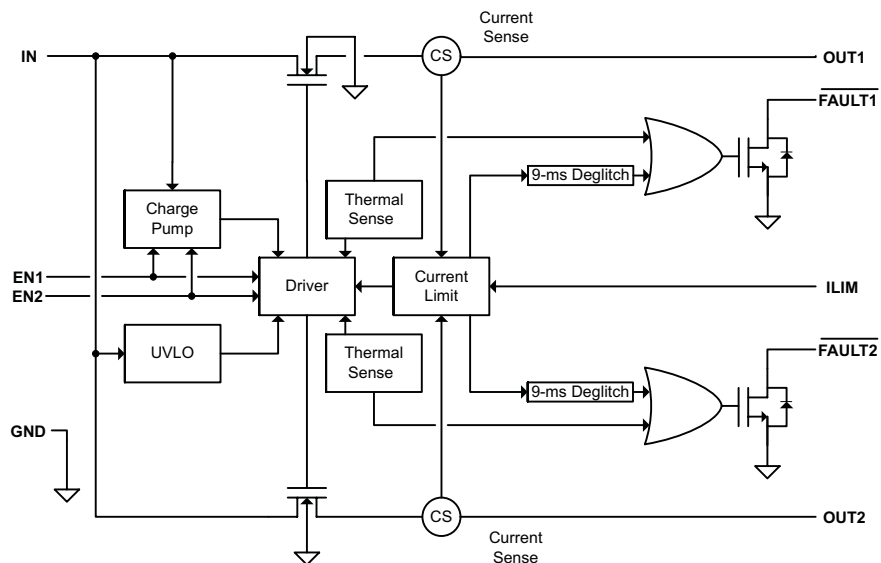 Current
Sense
IN
CS
OUT1
FAULT1
9-ms Deglitch
Thermal
Sense
Charge
Pump
EN1
EN2
Driver
Current
Limit
ILIM
UVLO
Thermal
Sense
FAULT2
9-ms Deglitch
GND
CS
OUT2
Current
Sense